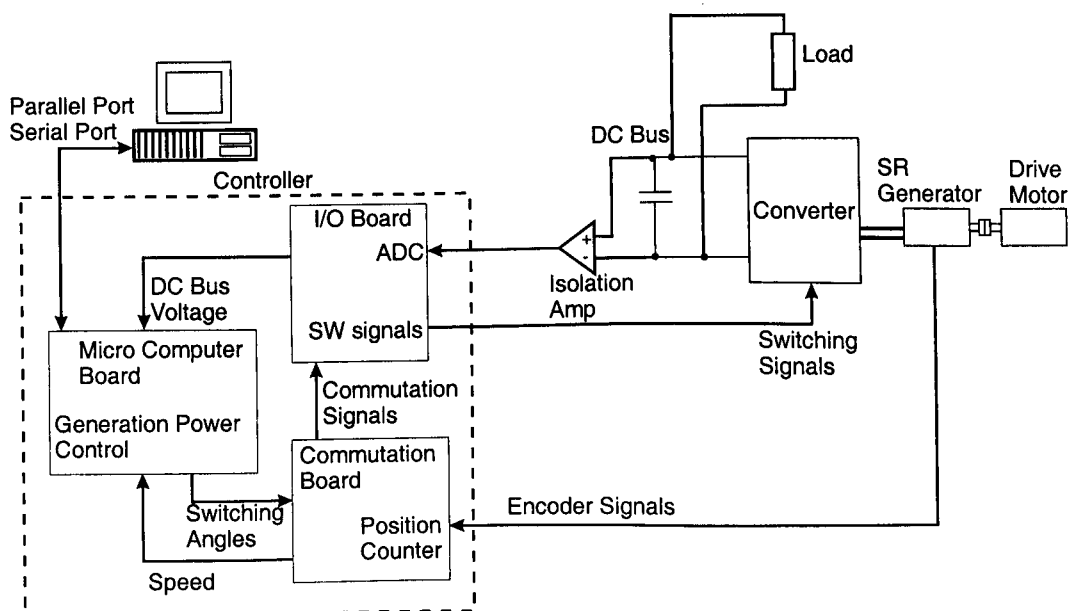 Parallel Port
Serial Port
Controller
I/O Board
ADC
SW signals
DC Bus
Voltage
Micro Computer
Board
Generation Power
Control
Commutation
Signals
Commutation
Board
Position
Counter
Switching
Angles
Speed
Load
DC Bus
+
-
Isolation
Amp
Converter
SR
Generator
Drive
Motor
Switching
Signals
Encoder Signals